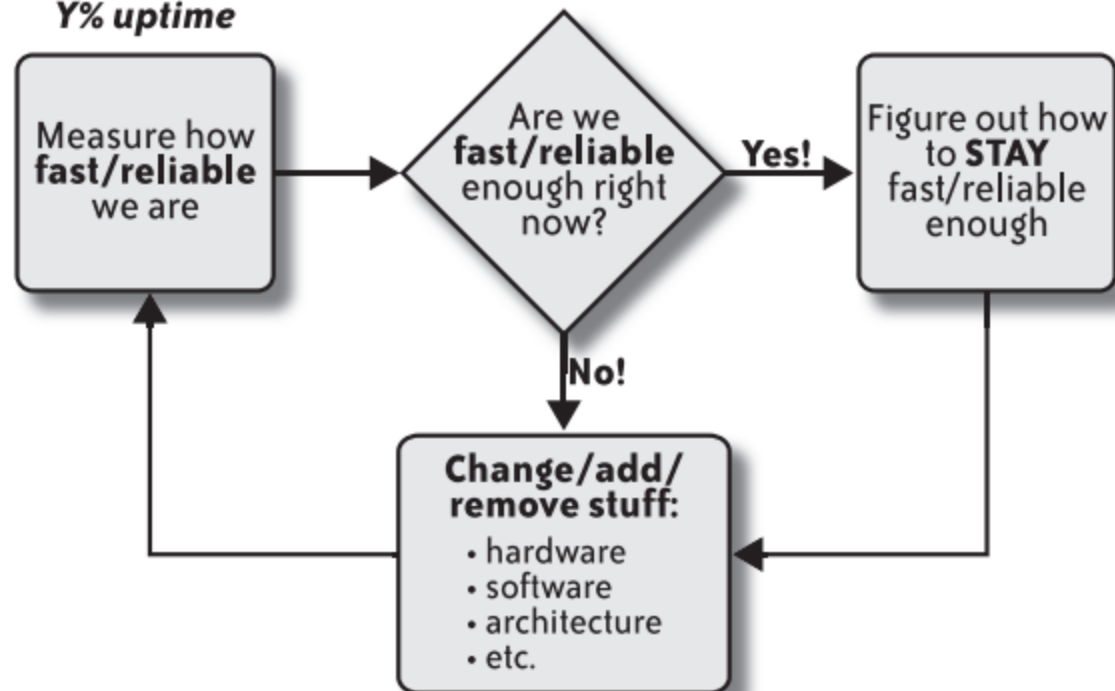 Y% uptime
Measure how
fast/reliable
we are
Are we
fast/reliable
enough right
now?
Yes!
Figure out how
to STAY
fast/reliable
enough
No!
Change/add/
remove stuff:
• hardware
• software
• architecture
• etc.